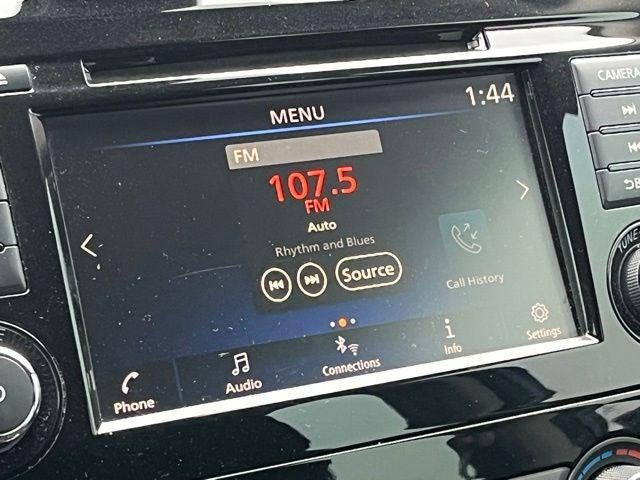 MENU
1:44
CAMERA
FM
107.5
FM
Auto
Rhythm and Blues
Source
Call History
Phone
Audio
Connections
Info
Settings
TUNE